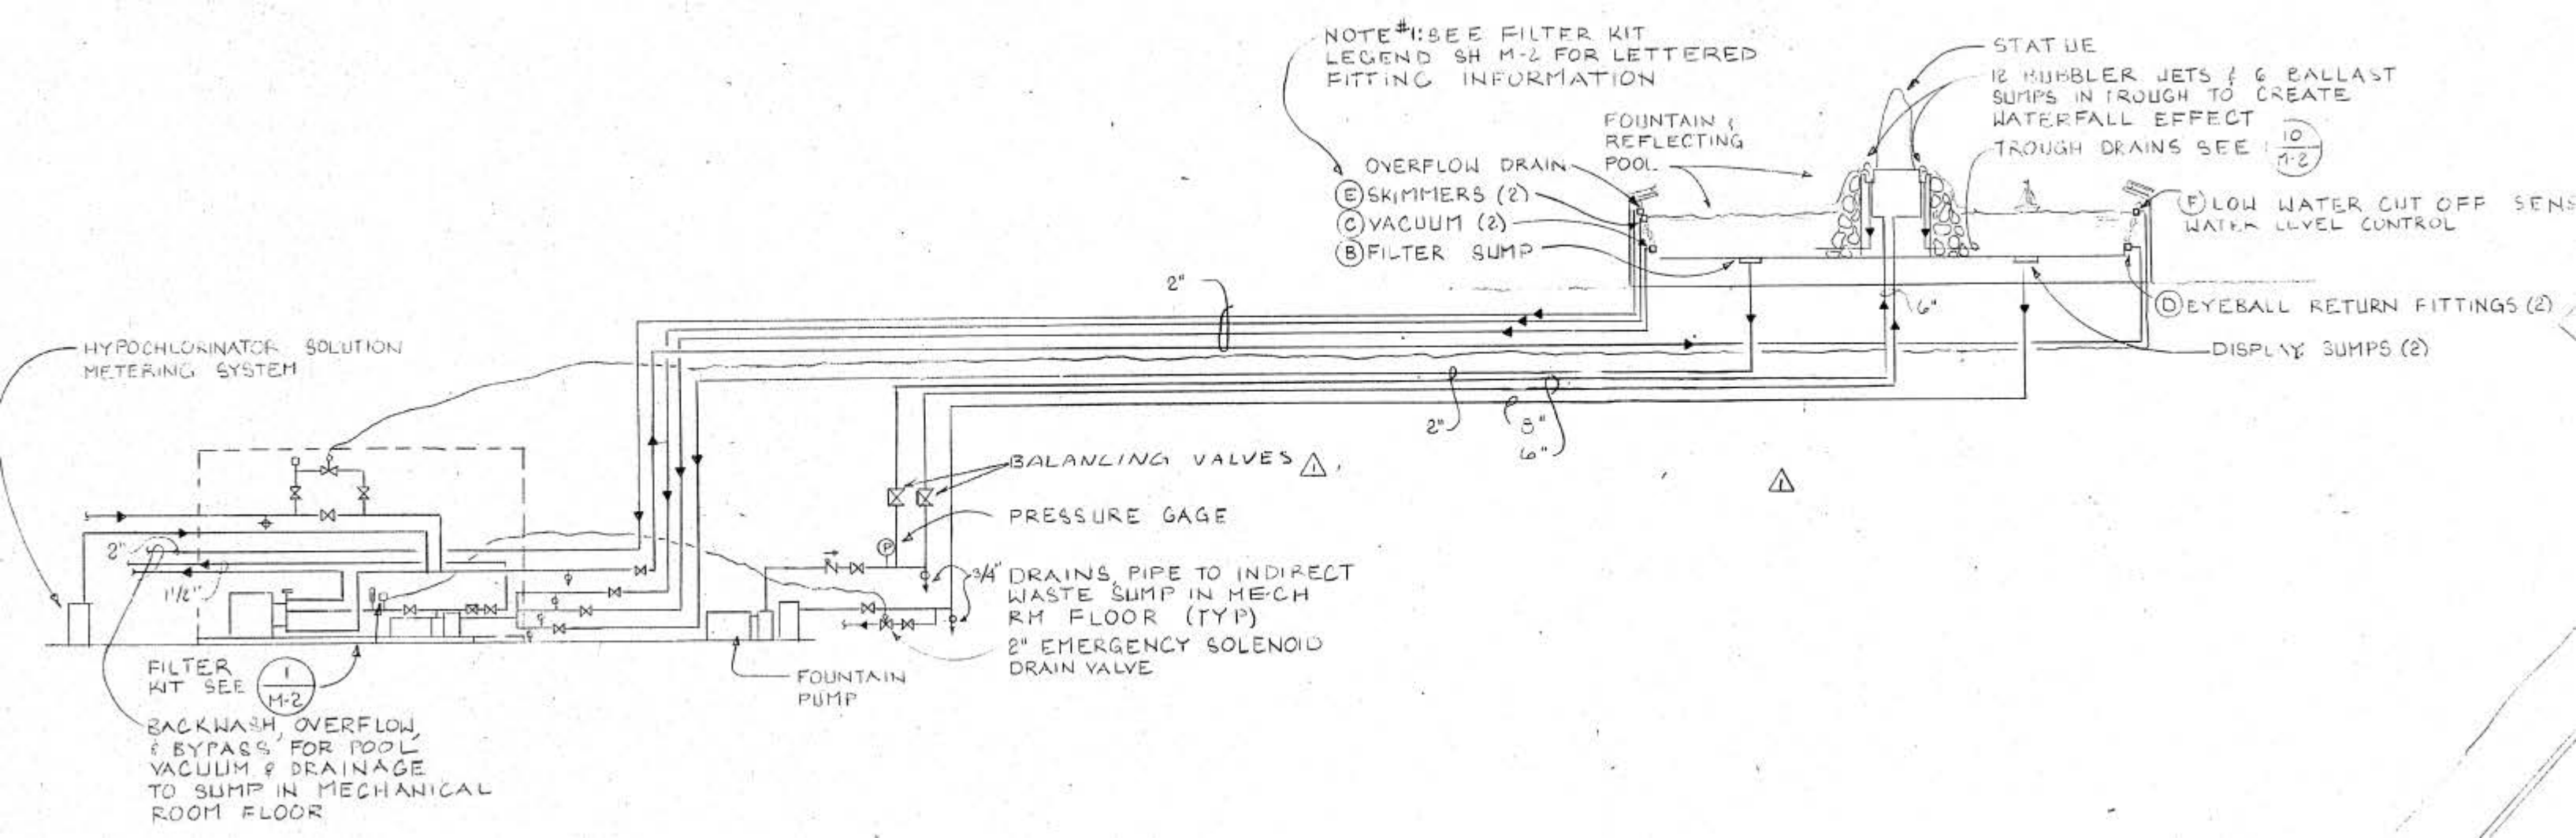 NOTE #1: SEE FILTER KIT
LEGEND SH M-2 FOR LETTERED
FITTING INFORMATION
STATUE
12 BUBBLER JETS & 6 BALLAST
SUMPS IN TROUGH TO CREATE
WATERFALL EFFECT
TROUGH DRAINS SEE 10
M-2
FOUNTAIN &
REFLECTING
POOL
OVERFLOW DRAIN
E SKIMMERS (2)
C VACUUM (2)
B FILTER SUMP
F LOW WATER CUT OFF SENS
WATER LEVEL CONTROL
D EYEBALL RETURN FITTINGS (2)
DISPLAY SUMPS (2)
6"
2"
2"
8"
6"
HYPOCHLORINATOR SOLUTION
METERING SYSTEM
BALANCING VALVES 1
1
PRESSURE GAGE
P
3/4" DRAINS, PIPE TO INDIRECT
WASTE SUMP IN MECH
RM FLOOR (TYP)
2" EMERGENCY SOLENOID
DRAIN VALVE
FOUNTAIN
PUMP
2"
1 1/2"
FILTER
KIT SEE 1
M-2
BACKWASH, OVERFLOW,
& BYPASS FOR POOL
VACUUM & DRAINAGE
TO SUMP IN MECHANICAL
ROOM FLOOR